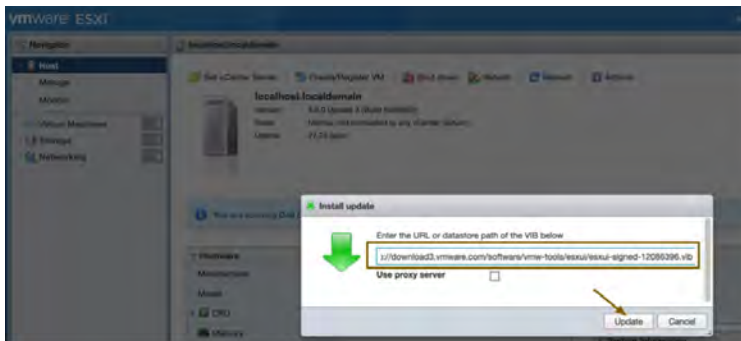 vmware ESXi
Navigator
localhost.localdomain
Host
Manage
Monitor
Virtual Machines
Storage
Networking
Get vCenter Server
Create/Register VM
Shut down
Reboot
Refresh
Actions
localhost.localdomain
Version:
State:
Uptime:
You are running
Install update
Enter the URL or datastore path of the VIB below
://download3.vmware.com/software/vmw-tools/esxui/esxui-signed-12086396.vib
Use proxy server
Update
Cancel
Hardware
Manufacturer
Model
CPU
Memory